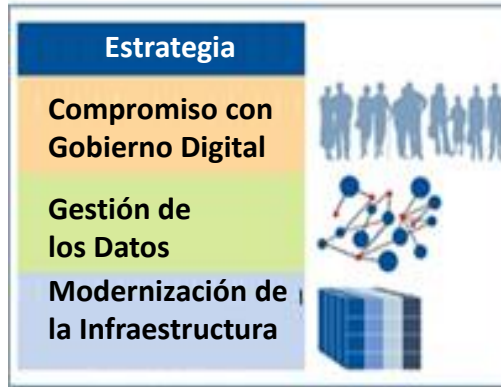 Estrategia
Compromiso con
Gobierno Digital
Gestión de
los Datos
Modernización de
la Infraestructura